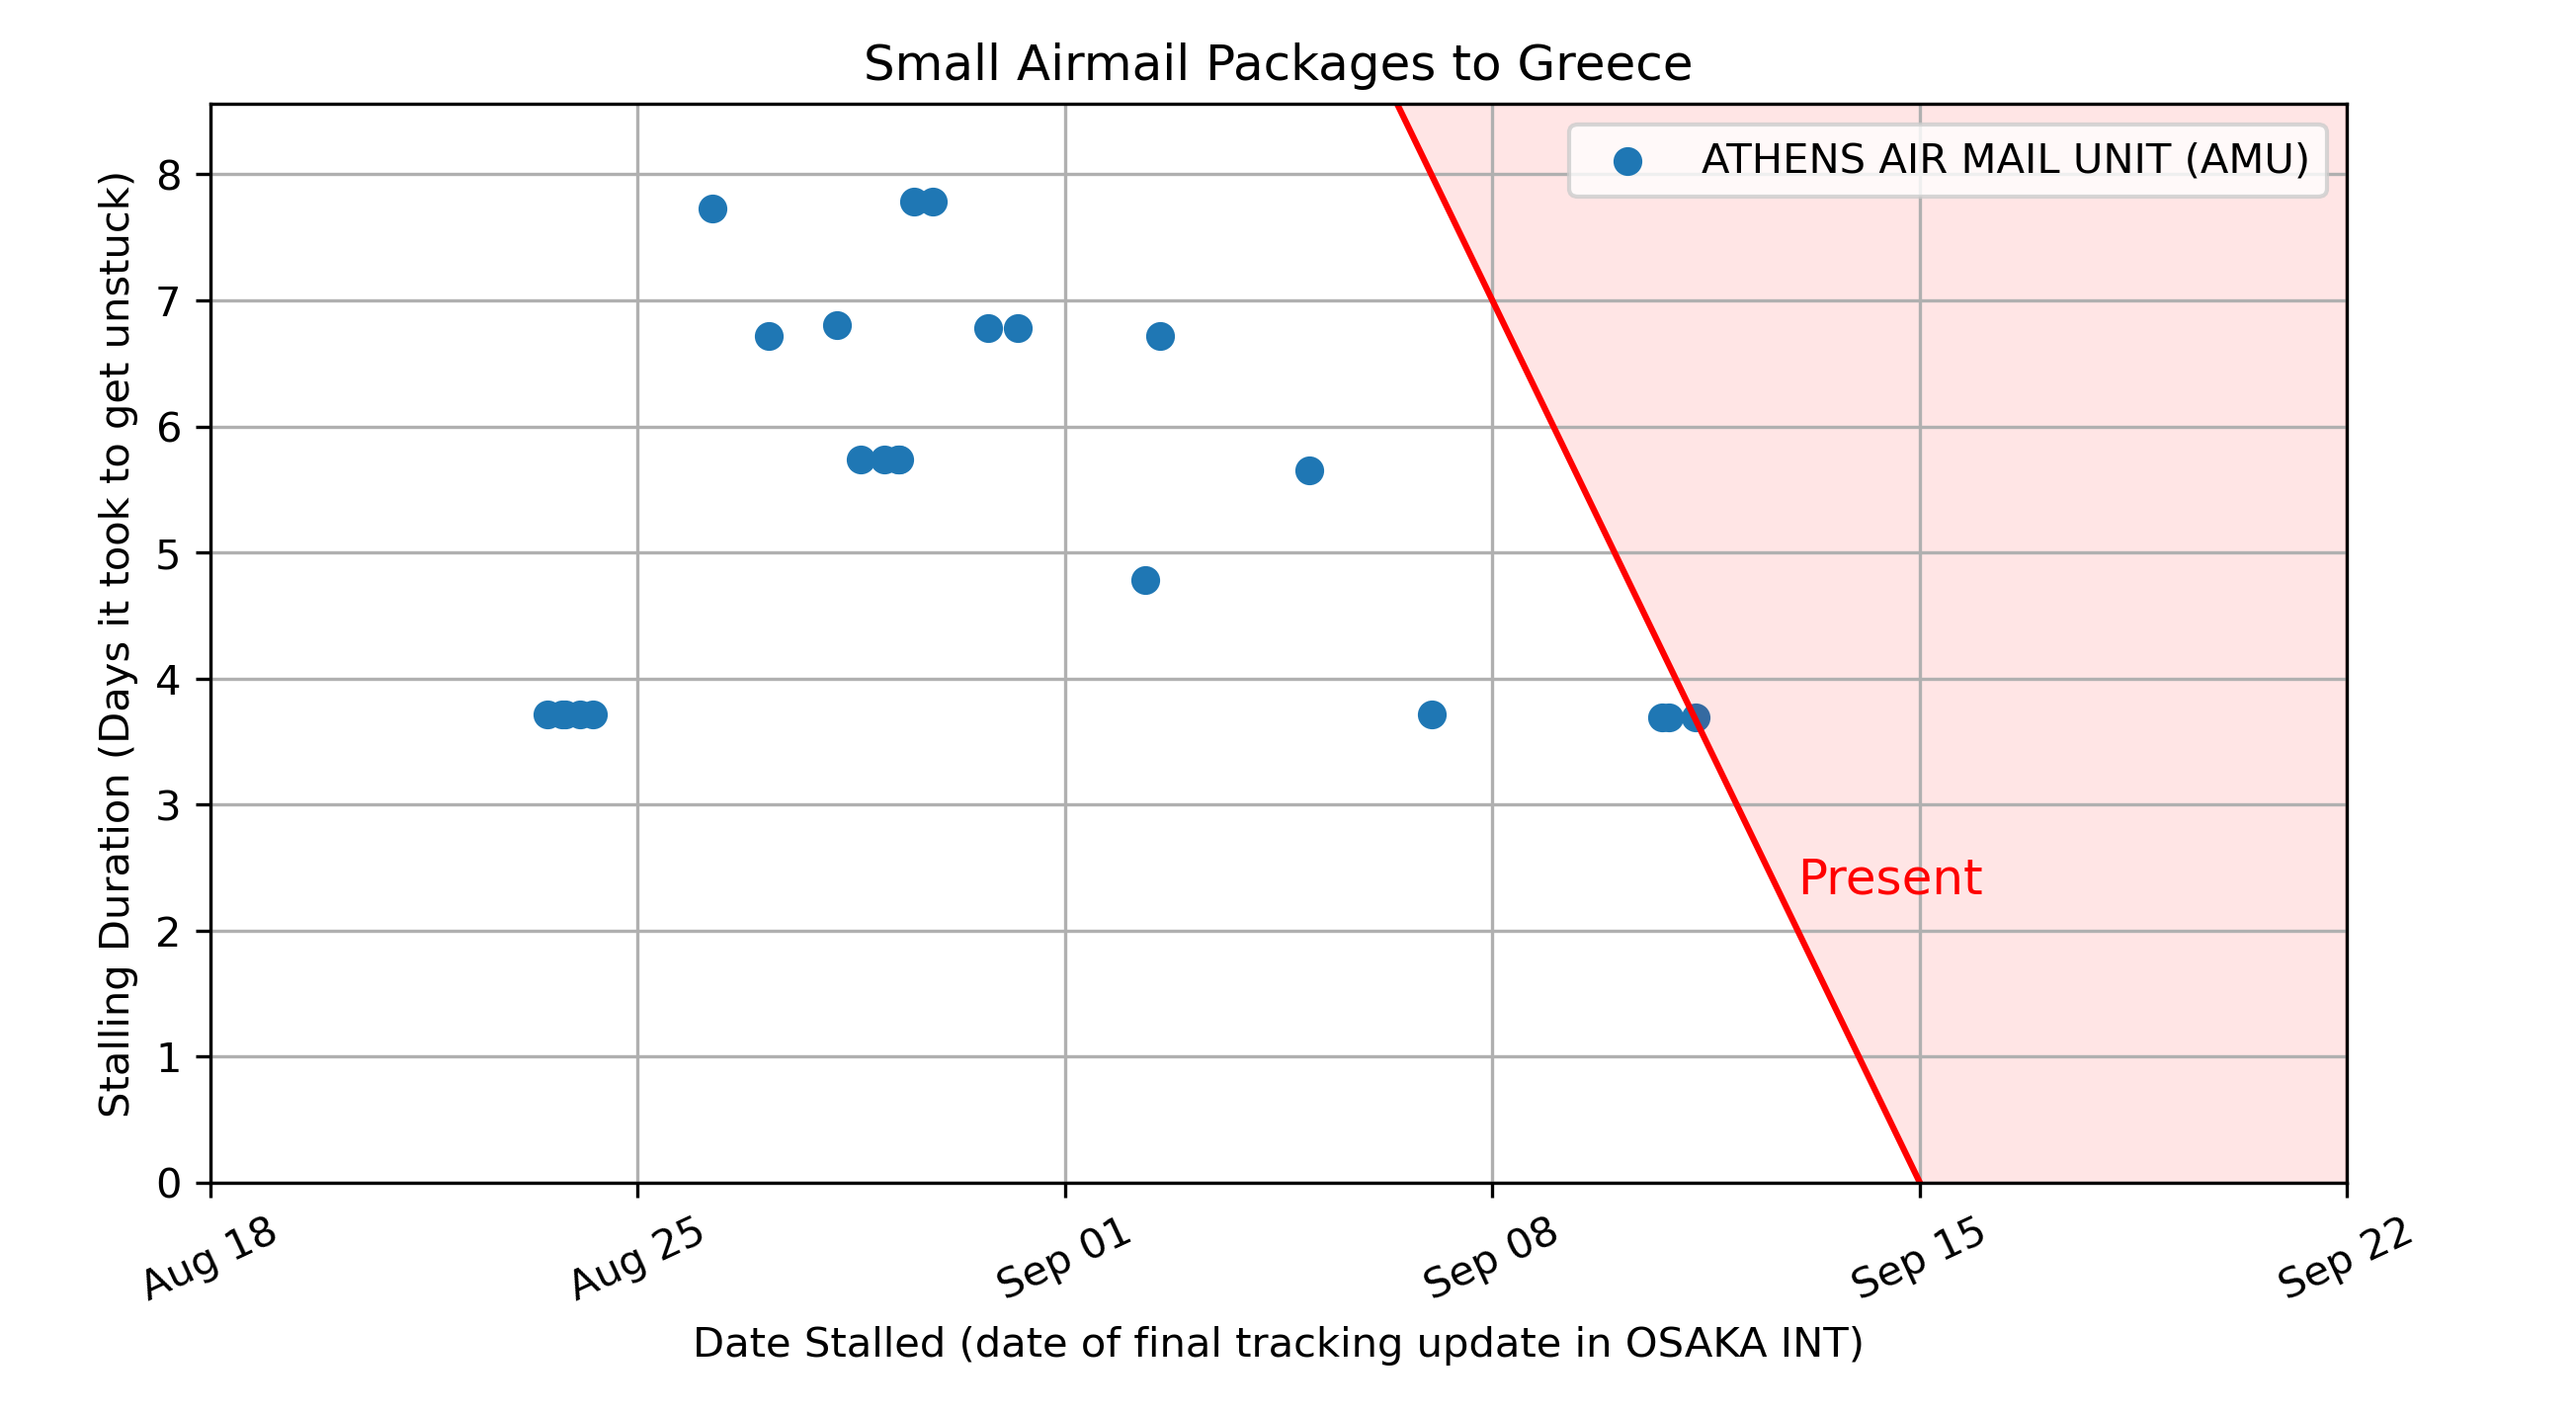 Small Airmail Packages to Greece
ATHENS AIR MAIL UNIT (AMU)
Stalling Duration (Days it took to get unstuck)
8
7
6
5
4
3
2
1
0
Present
Aug 18
Aug 25
Sep 01
Sep 08
Sep 15
Sep 22
Date Stalled (date of final tracking update in OSAKA INT)